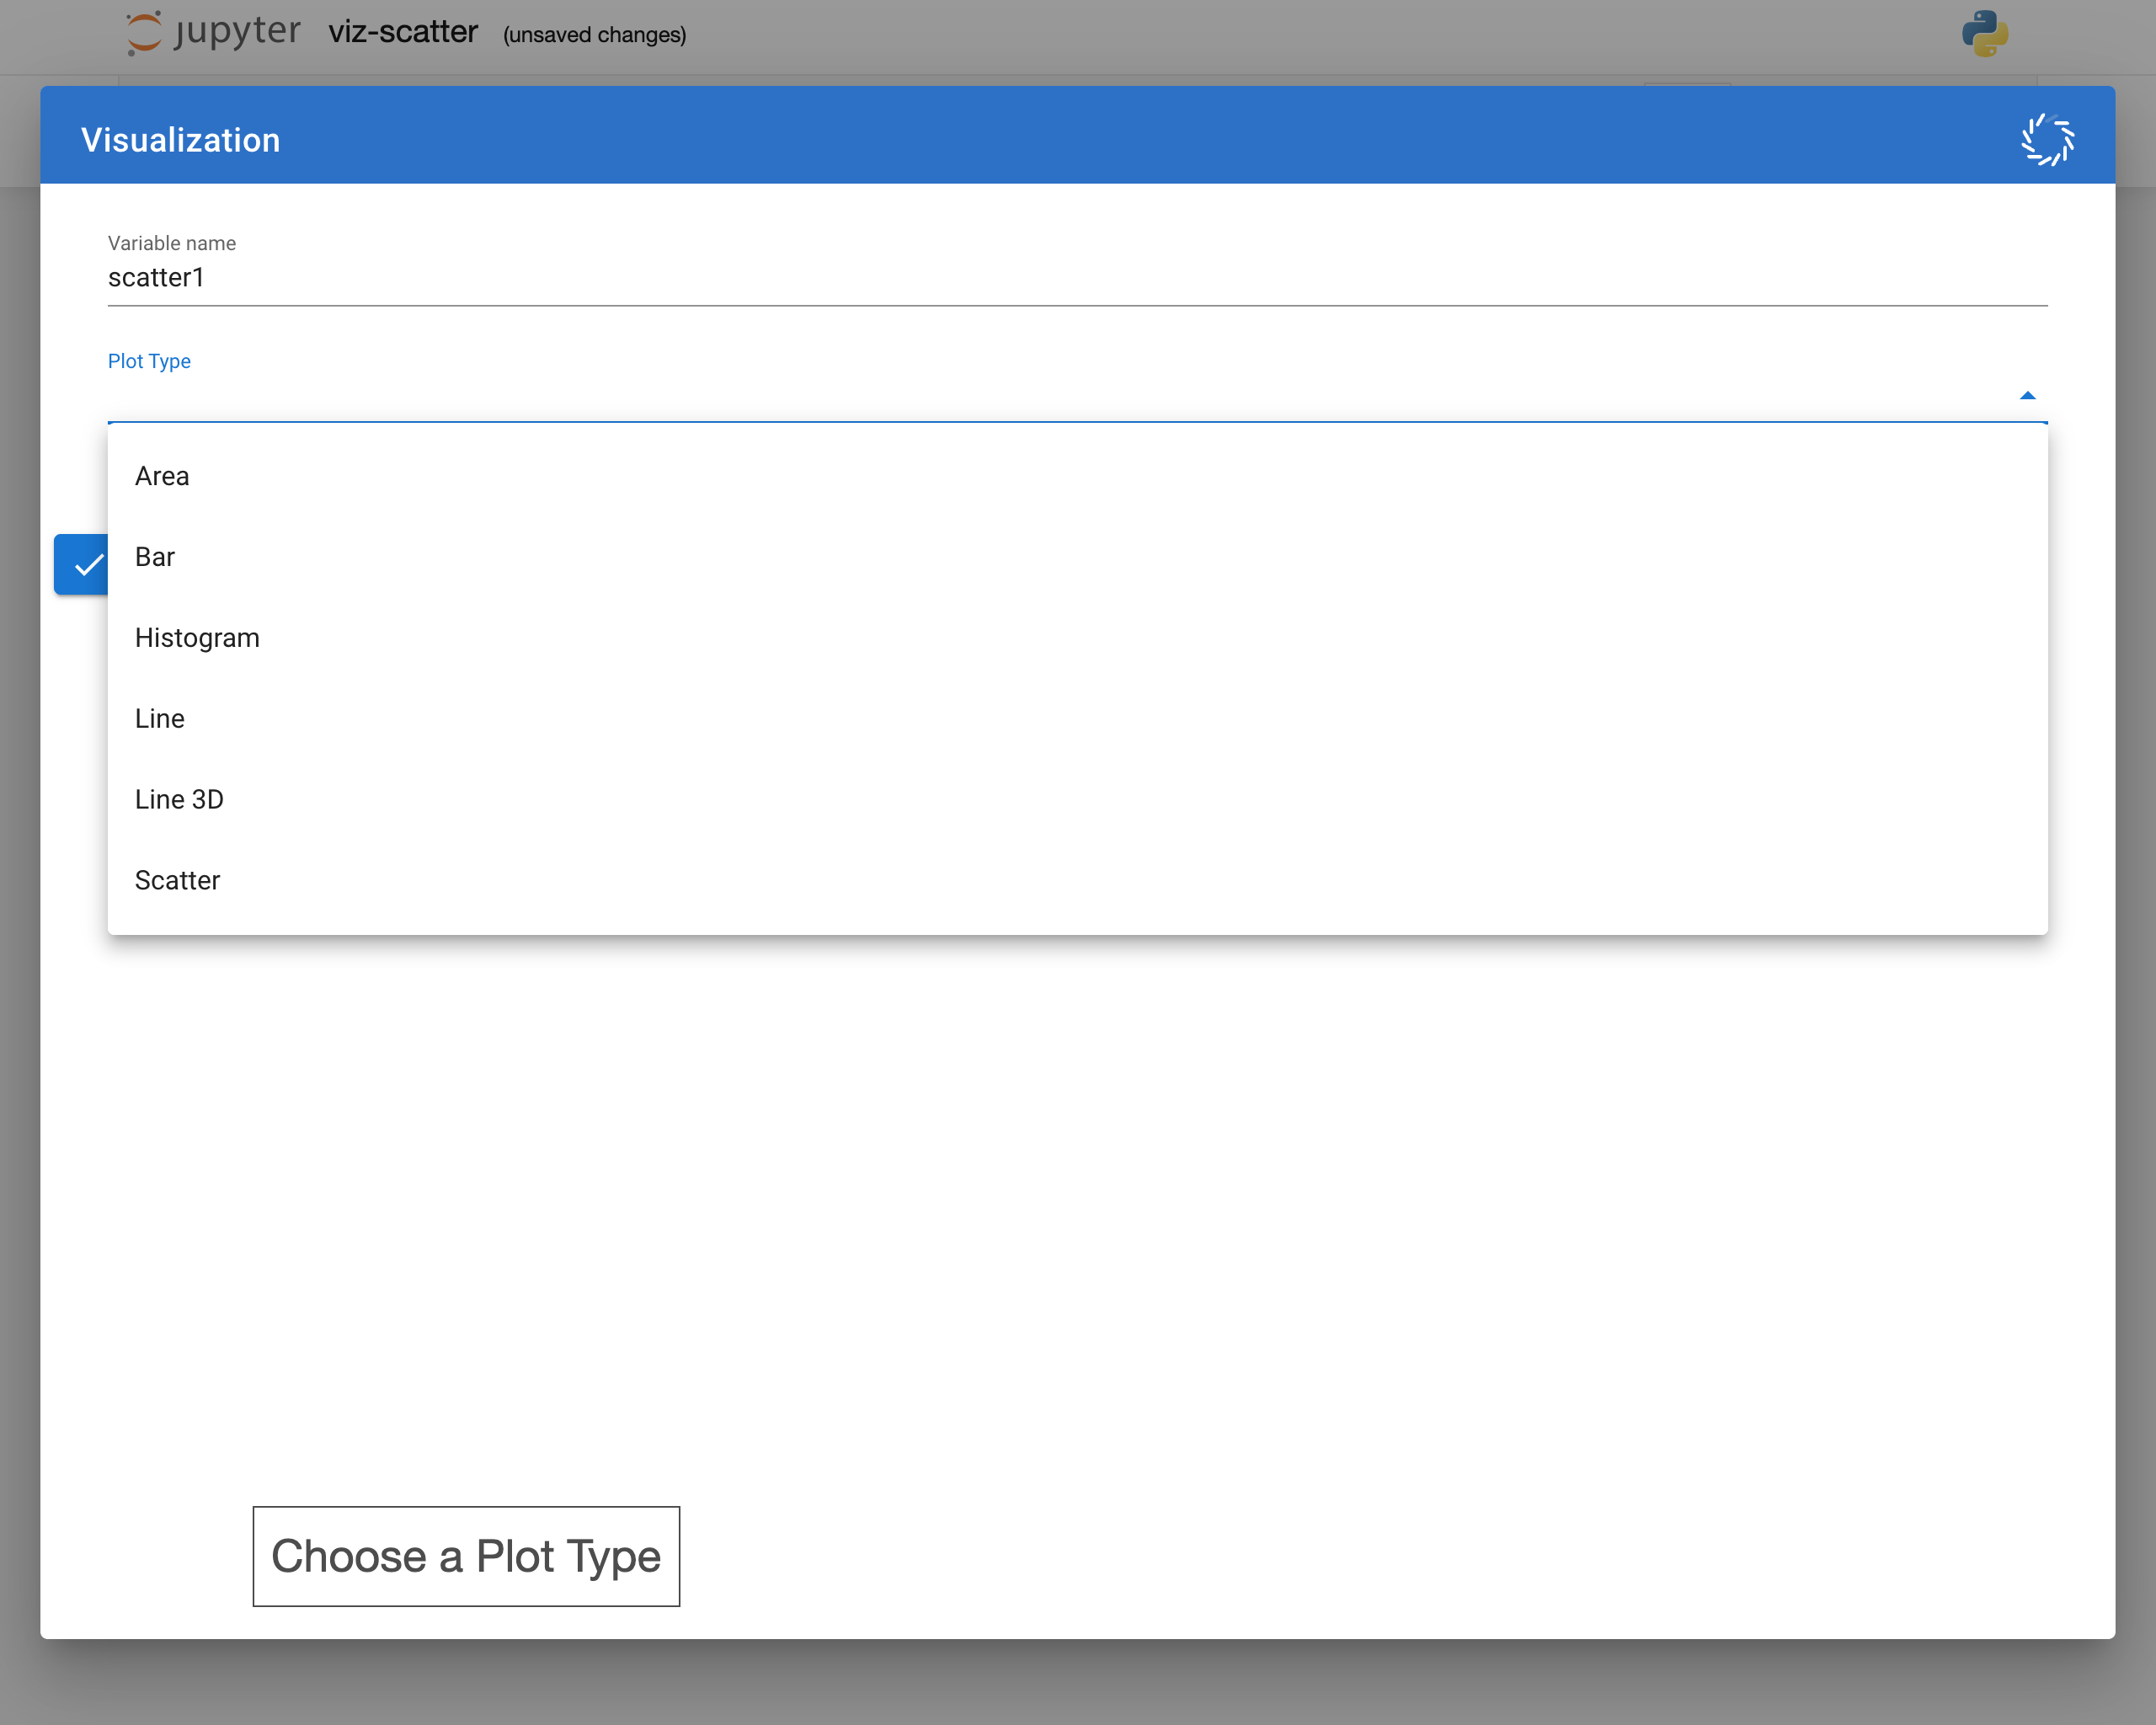 jupyter viz-scatter (unsaved changes)
Visualization
Variable name
scatter1
Plot Type
Area
Bar
Histogram
Line
Line 3D
Scatter
Choose a Plot Type